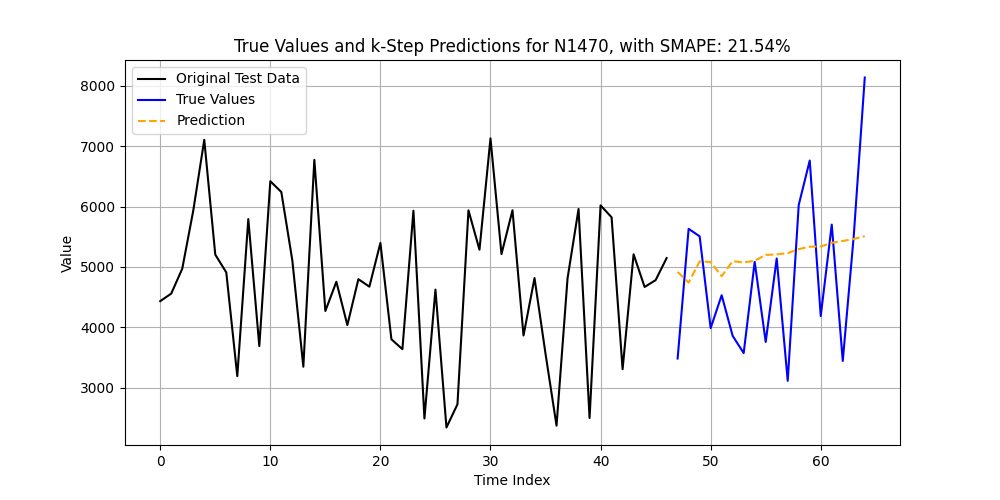 True Values and k-Step Predictions for N1470, with SMAPE: 21.54%
Original Test Data
True Values
Prediction
8000
7000
6000
5000
4000
3000
Value
0 10 20 30 40 50 60
Time Index